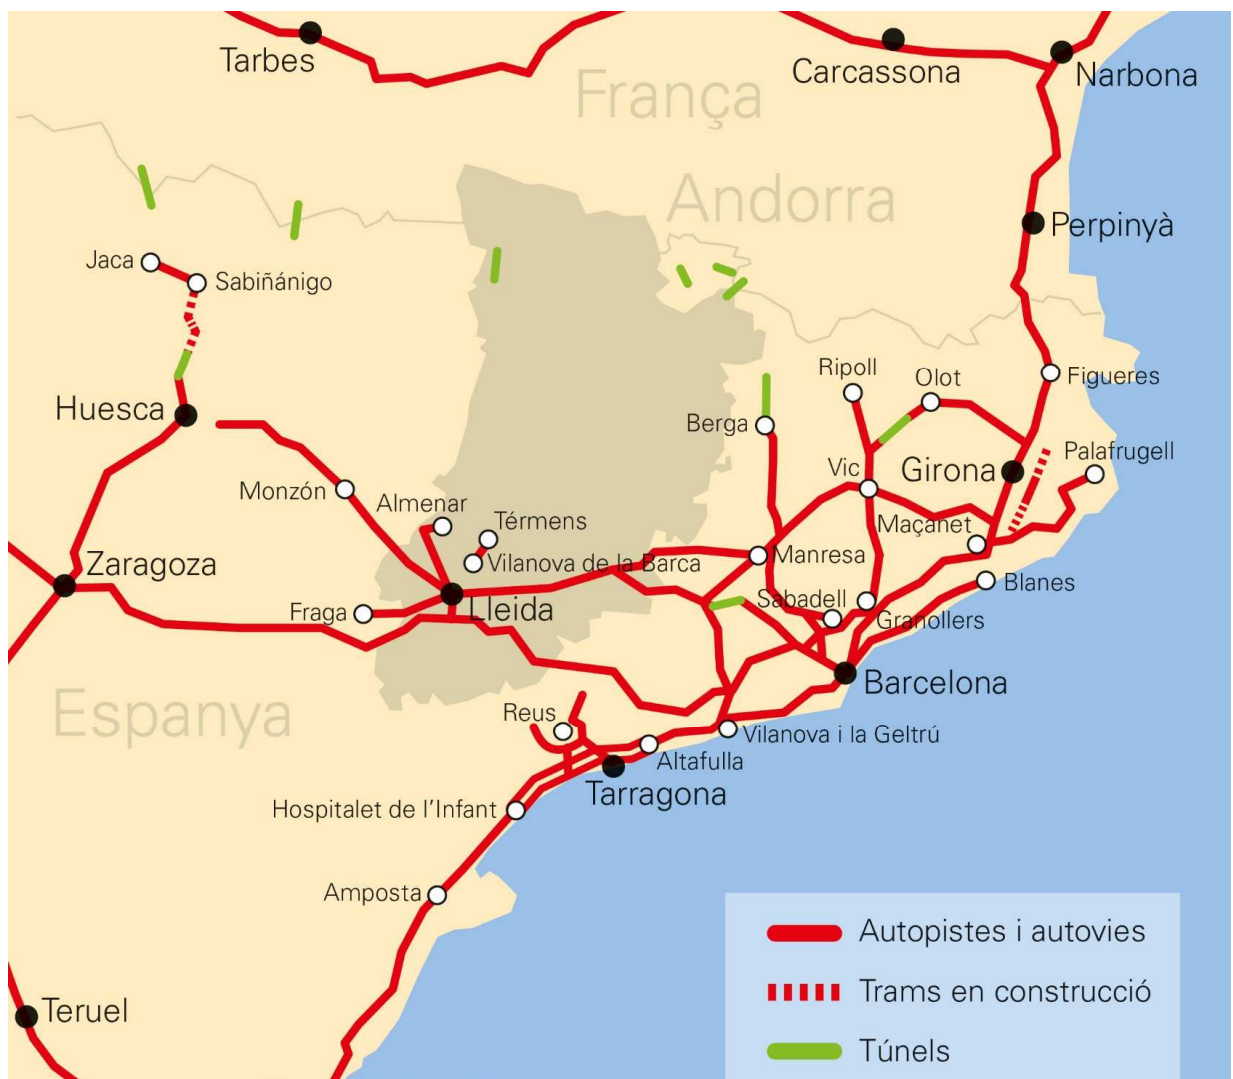 Tarbes
Carcassona
Narbona
França
Andorra
Perpinyà
Jaca
Sabiñánigo
Ripoll
Olot
Figueres
Huesca
Berga
Palafrugell
Vic
Girona
Monzón
Almenar
Térmens
Maçanet
Manresa
Zaragoza
Vilanova de la Barca
Blanes
Sabadell
Fraga
Lleida
Granollers
Barcelona
Espanya
Reus
Vilanova i la Geltrú
Altafulla
Tarragona
Hospitalet de l'Infant
Amposta
Teruel
Autopistes i autovies
Trams en construcció
Túnels